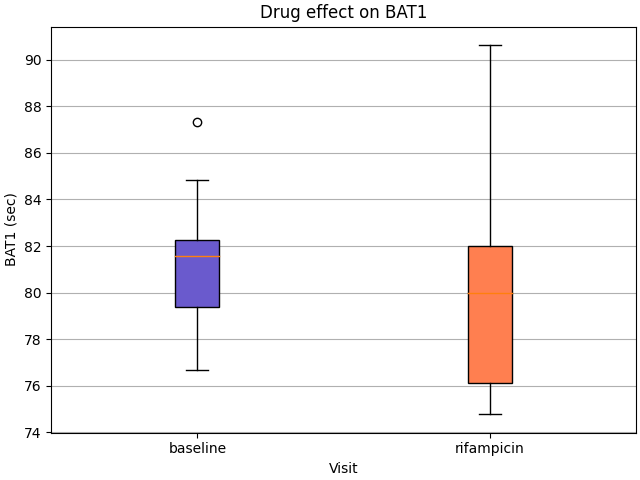 Drug effect on BAT1
BAT1 (sec)
90
88
86
84
82
80
78
76
74
baseline
rifampicin
Visit